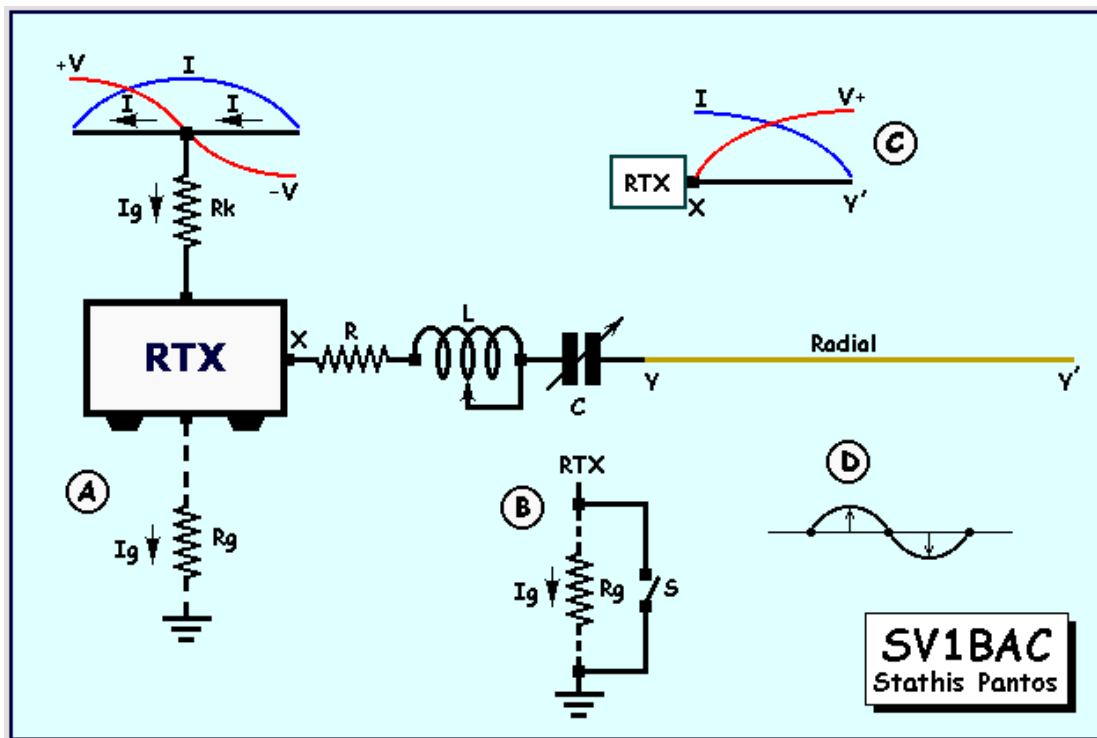 +V
I
I
I
-V
Ig
Rk
I
V+
C
RTX
X
Y'
RTX
X
R
L
C
Radial
Y
Y'
A
Ig
Rg
RTX
B
Ig
Rg
S
D
SV1BAC
Stathis Pantos